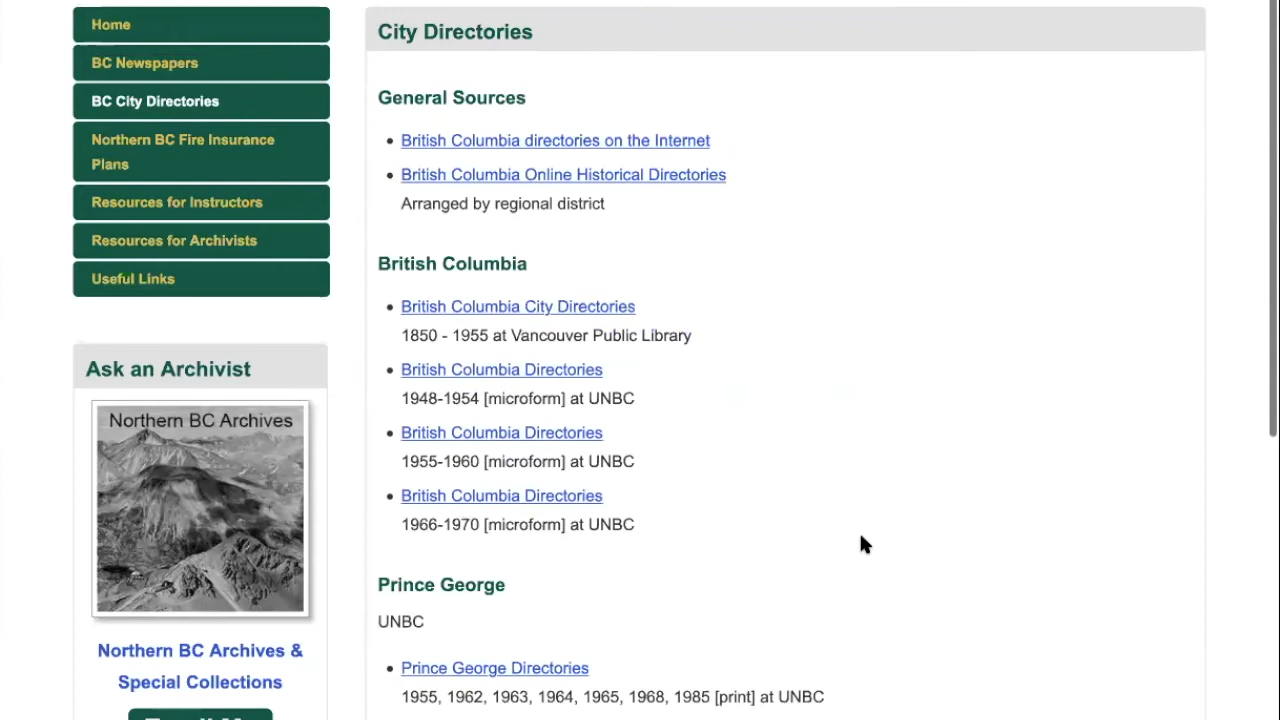 Home
BC Newspapers
BC City Directories
Northern BC Fire Insurance
Plans
Resources for Instructors
Resources for Archivists
Useful Links
Ask an Archivist
Northern BC Archives
Northern BC Archives &
Special Collections
City Directories
General Sources
British Columbia directories on the Internet
British Columbia Online Historical Directories
Arranged by regional district
British Columbia
British Columbia City Directories
1850 - 1955 at Vancouver Public Library
British Columbia Directories
1948-1954 [microform] at UNBC
British Columbia Directories
1955-1960 [microform] at UNBC
British Columbia Directories
1966-1970 [microform] at UNBC
Prince George
UNBC
Prince George Directories
1955, 1962, 1963, 1964, 1965, 1968, 1985 [print] at UNBC